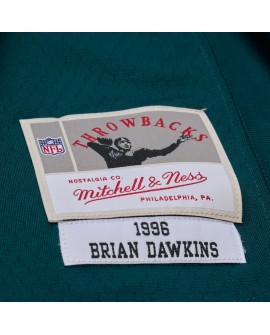 THROWBACKS
NFL
NOSTALGIA CO.
Mitchell & Ness
PHILADELPHIA, PA.
1996
BRIAN DAWKINS